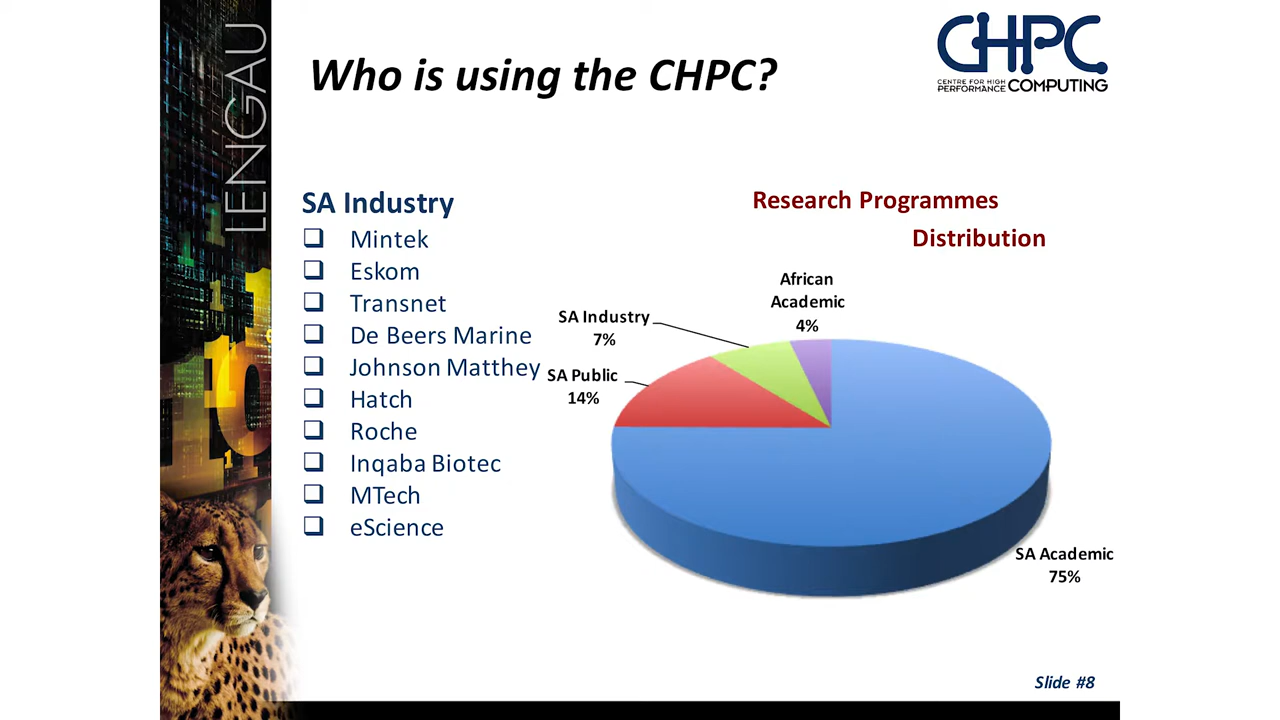 LENGAU
Who is using the CHPC?
CHPC
CENTRE FOR HIGH
PERFORMANCE COMPUTING
SA Industry
Mintek
Eskom
Transnet
De Beers Marine
Johnson Matthey
Hatch
Roche
Inqaba Biotec
MTech
eScience
Research Programmes
Distribution
African
Academic
4%
SA Industry
7%
SA Public
14%
SA Academic
75%
Slide #8